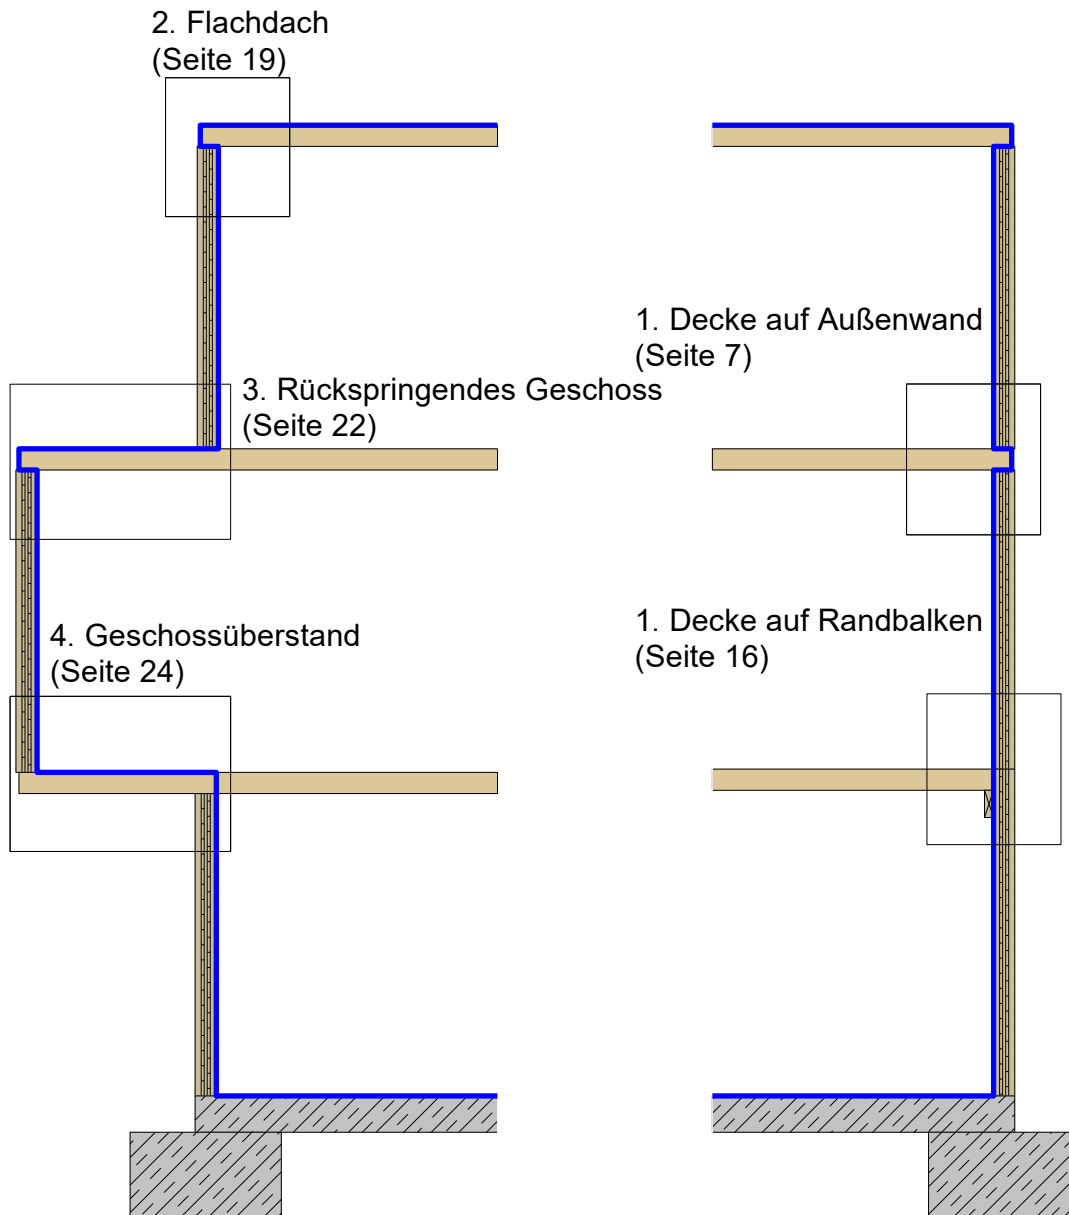 2. Flachdach
(Seite 19)
1. Decke auf Außenwand
(Seite 7)
3. Rückspringendes Geschoss
(Seite 22)
1. Decke auf Randbalken
(Seite 16)
4. Geschossüberstand
(Seite 24)